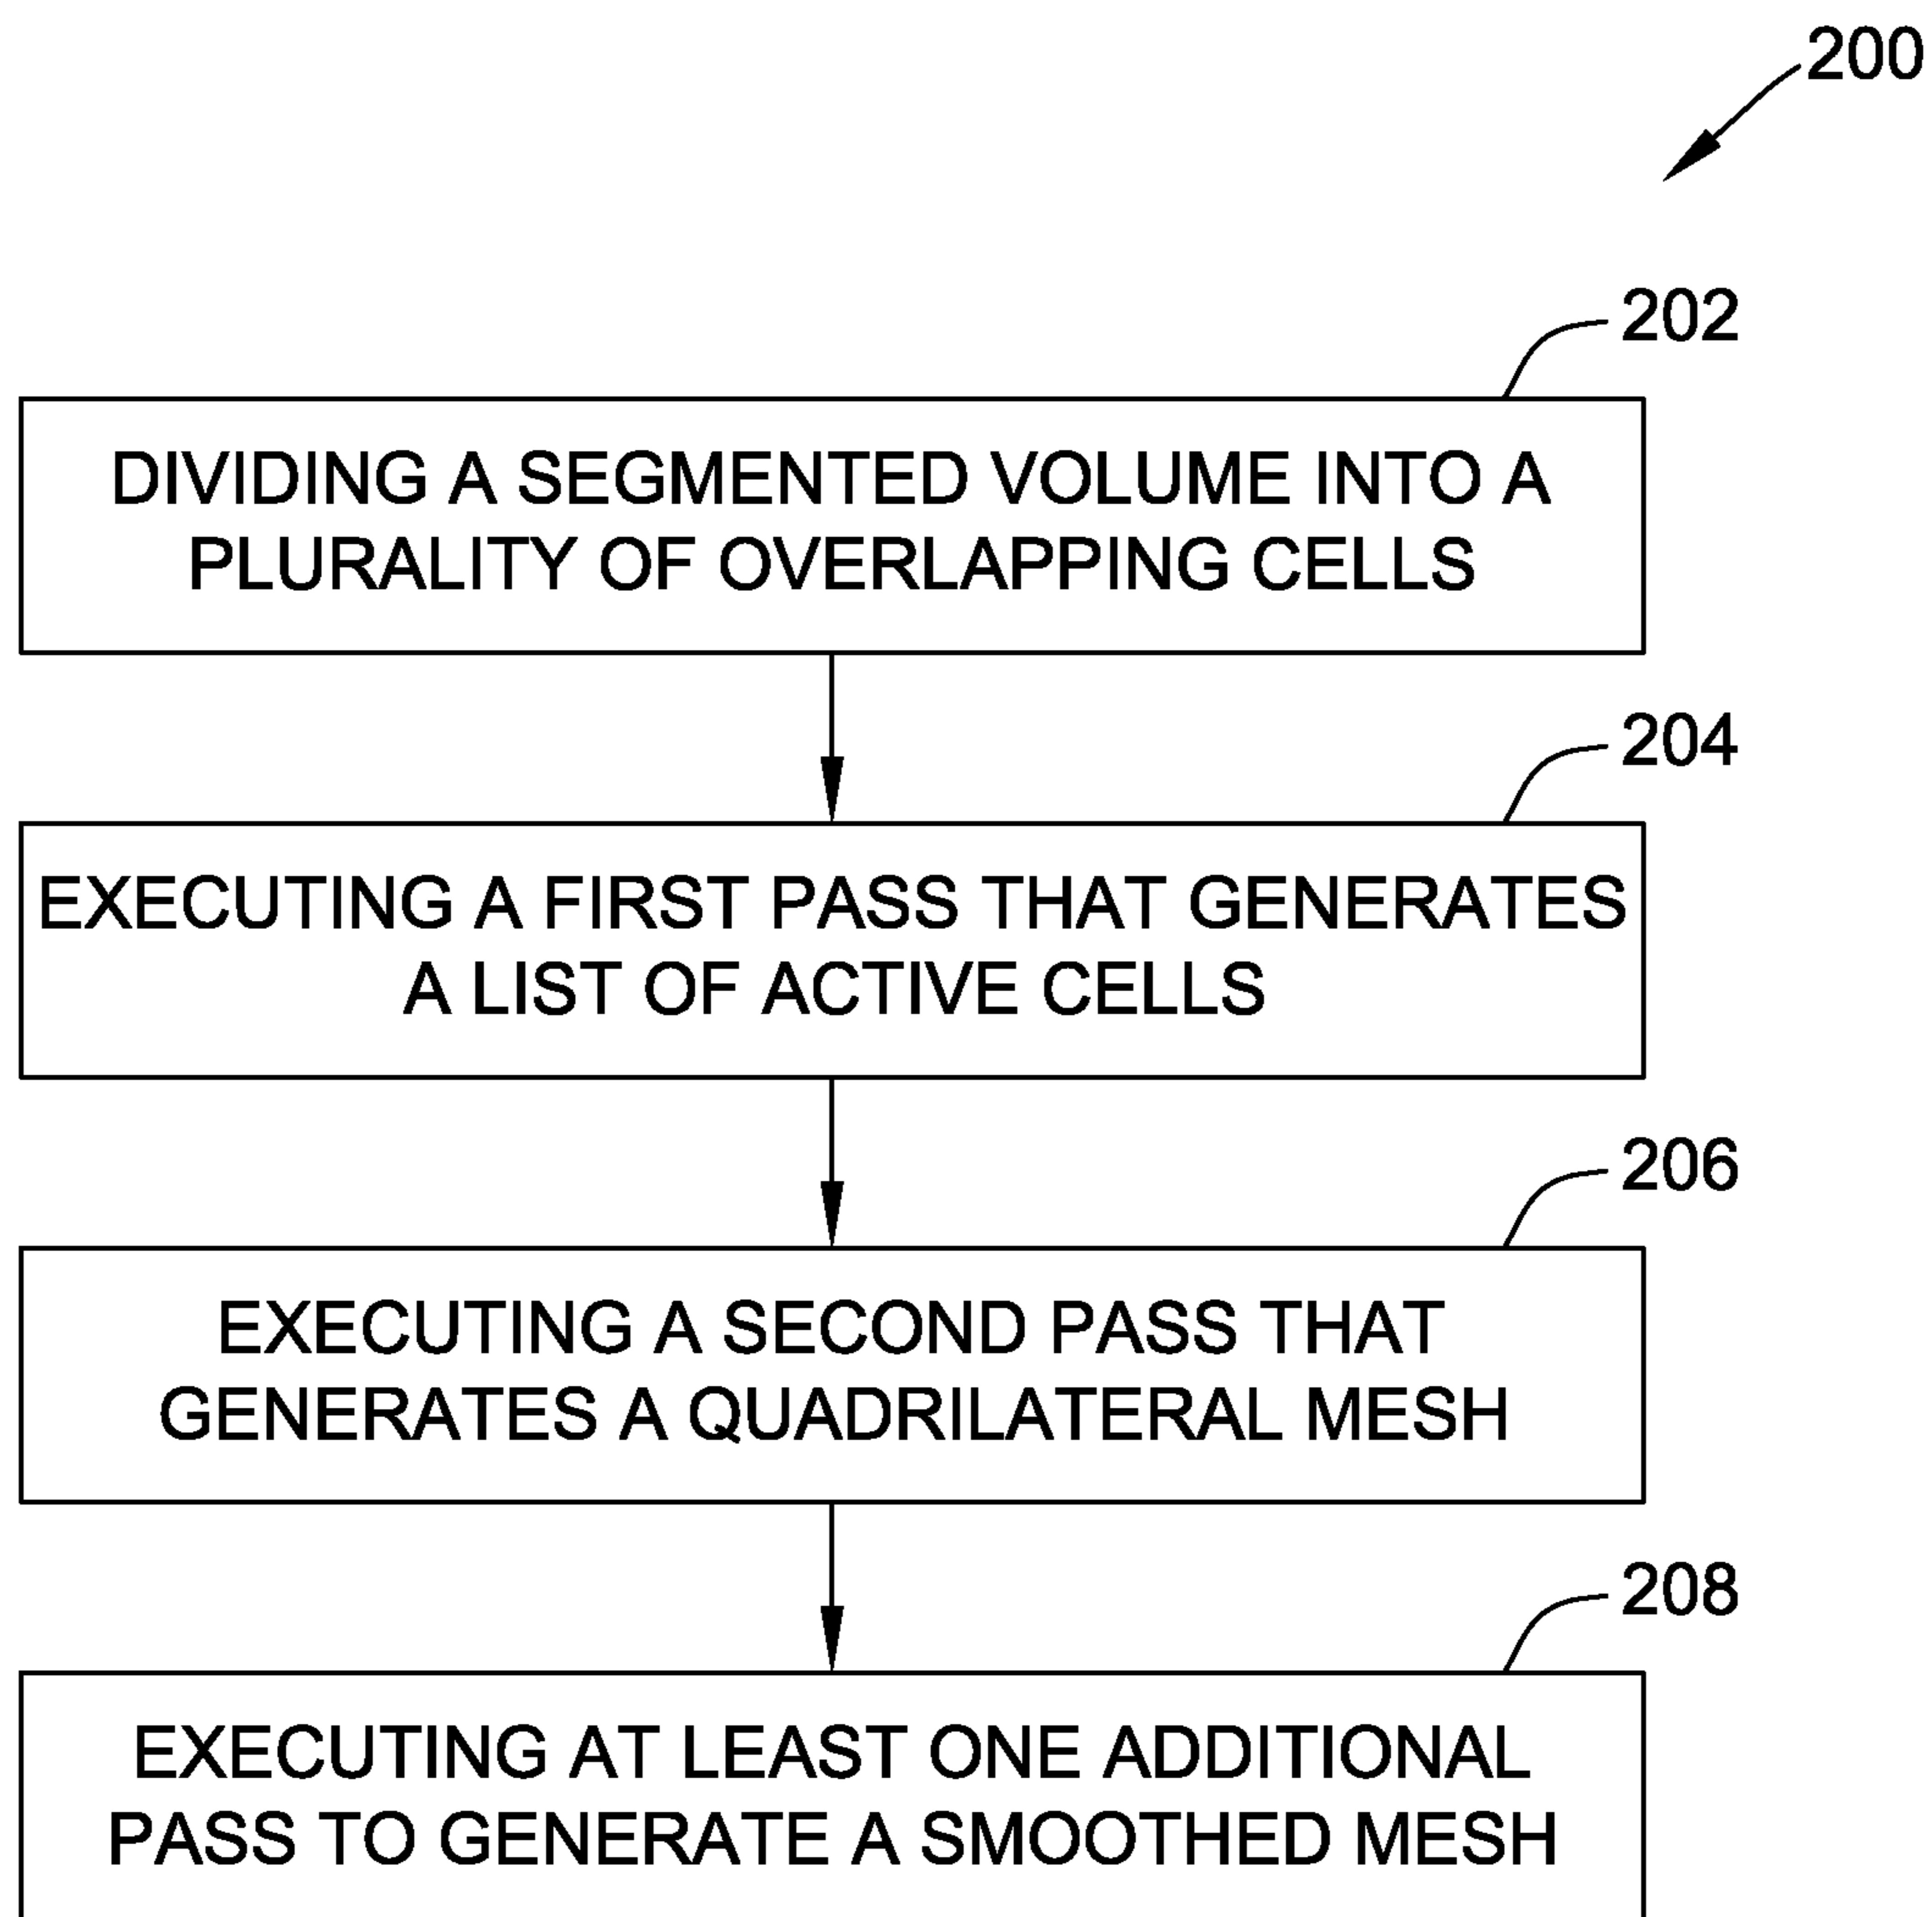 200
202
DIVIDING A SEGMENTED VOLUME INTO A
PLURALITY OF OVERLAPPING CELLS
204
EXECUTING A FIRST PASS THAT GENERATES
A LIST OF ACTIVE CELLS
206
EXECUTING A SECOND PASS THAT
GENERATES A QUADRILATERAL MESH
208
EXECUTING AT LEAST ONE ADDITIONAL
PASS TO GENERATE A SMOOTHED MESH